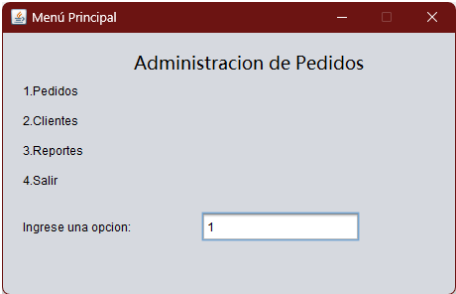 Menú Principal
Administracion de Pedidos
1.Pedidos
2.Clientes
3.Reportes
4.Salir
Ingrese una opcion: 1